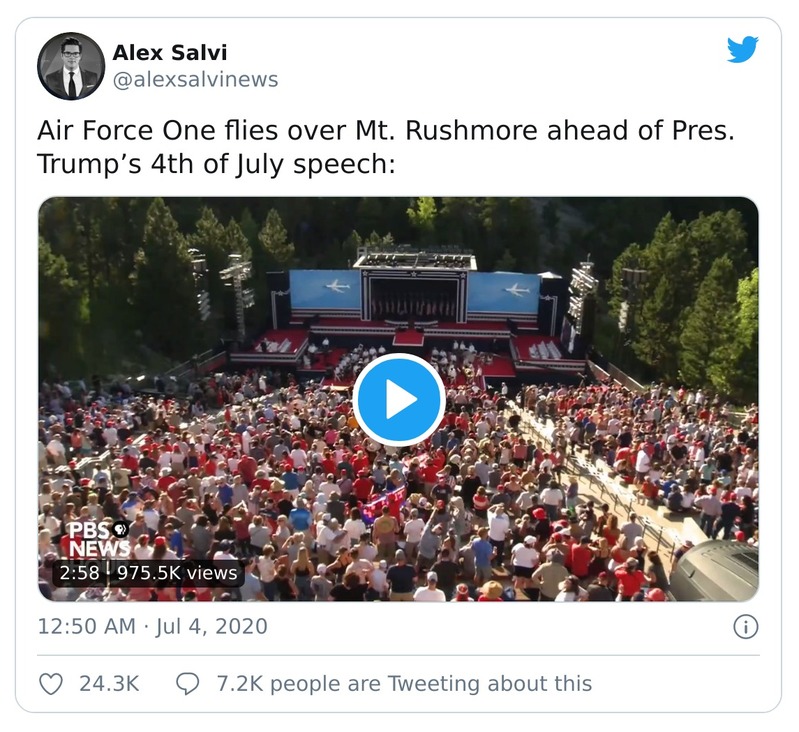 Alex Salvi
@alexsalvinews
Air Force One flies over Mt. Rushmore ahead of Pres.
Trump’s 4th of July speech:
PBS
NEWS
2:58 975.5K views
12:50 AM · Jul 4, 2020
24.3K
7.2K people are Tweeting about this